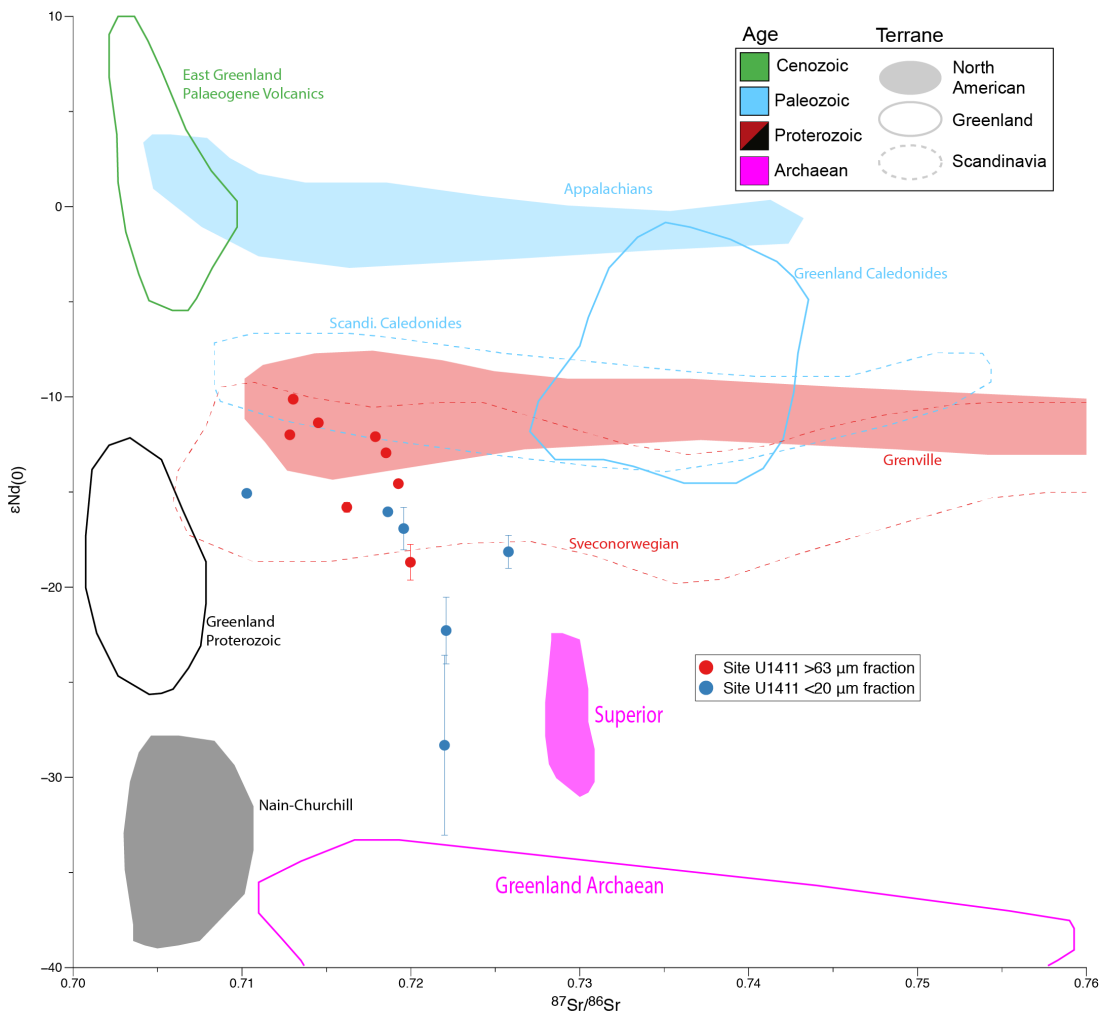 Age
Terrane
Cenozoic
Paleozoic
Proterozoic
Archaean
North
American
Greenland
Scandinavia
East Greenland
Palaeogene Volcanics
Appalachians
Greenland Caledonides
Scandi. Caledonides
Grenville
Sveconorwegian
Greenland
Proterozoic
Superior
Site U1411 >63 μm fraction
Site U1411 <20 μm fraction
Nain-Churchill
Greenland Archaean
10
0
−10
−20
−30
−40
εNd(0)
0.70
0.71
0.72
0.73
0.74
0.75
0.76
⁸⁷Sr/⁸⁶Sr